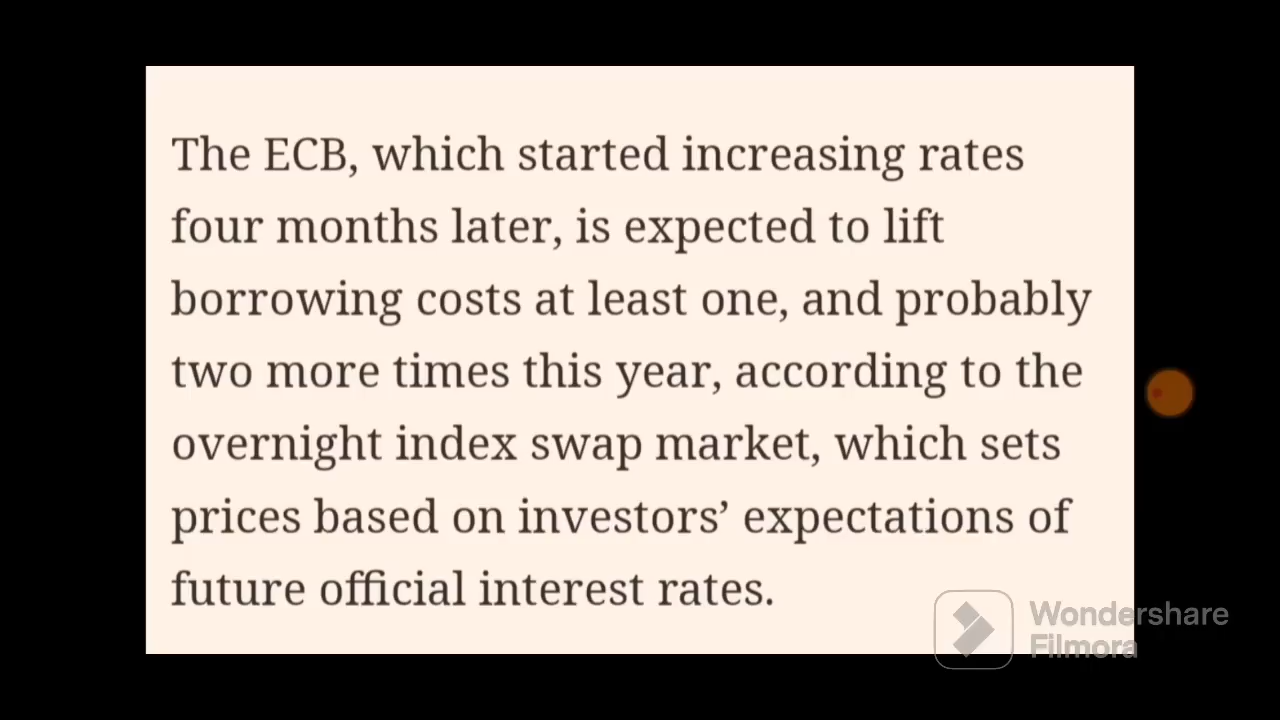 The ECB, which started increasing rates
four months later, is expected to lift
borrowing costs at least one, and probably
two more times this year, according to the
overnight index swap market, which sets
prices based on investors’ expectations of
future official interest rates.
Wondershare
Filmora